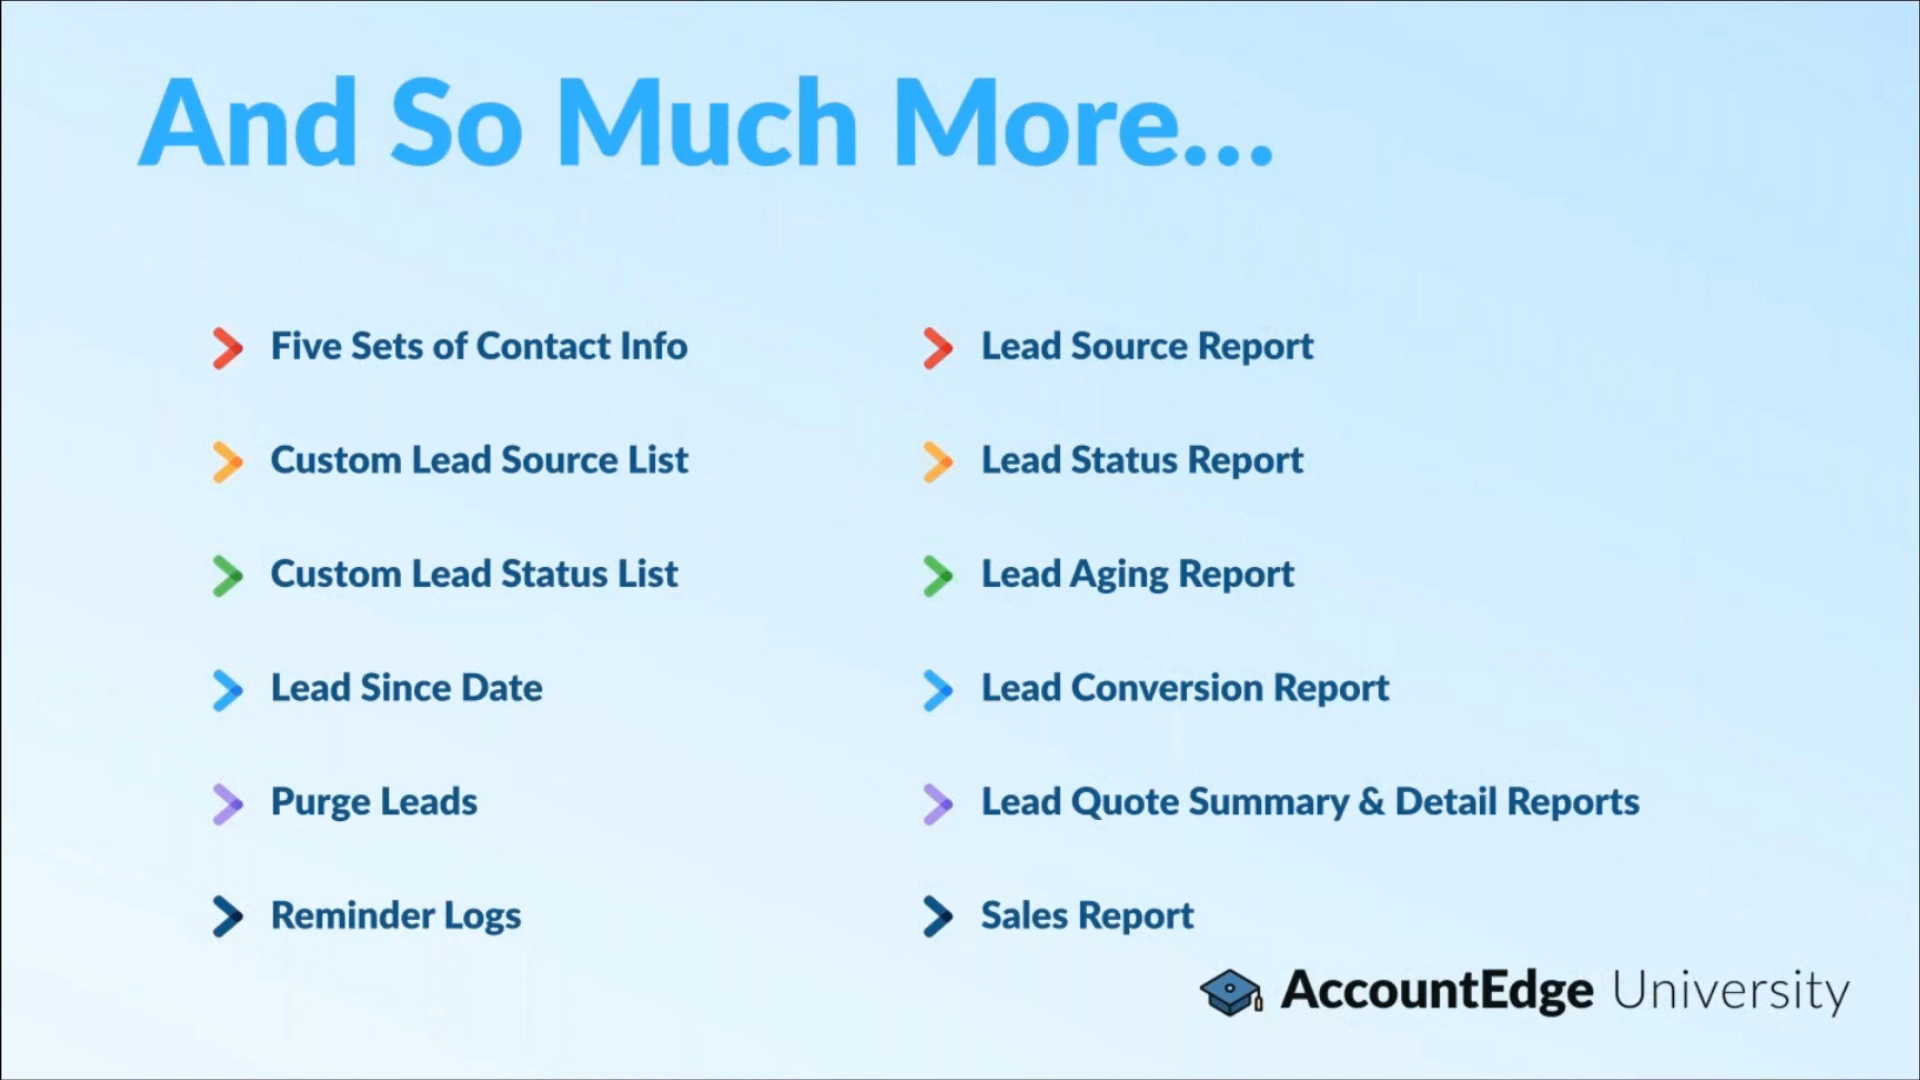 And So Much More...
Five Sets of Contact Info
Custom Lead Source List
Custom Lead Status List
Lead Since Date
Purge Leads
Reminder Logs
Lead Source Report
Lead Status Report
Lead Aging Report
Lead Conversion Report
Lead Quote Summary & Detail Reports
Sales Report
AccountEdge University